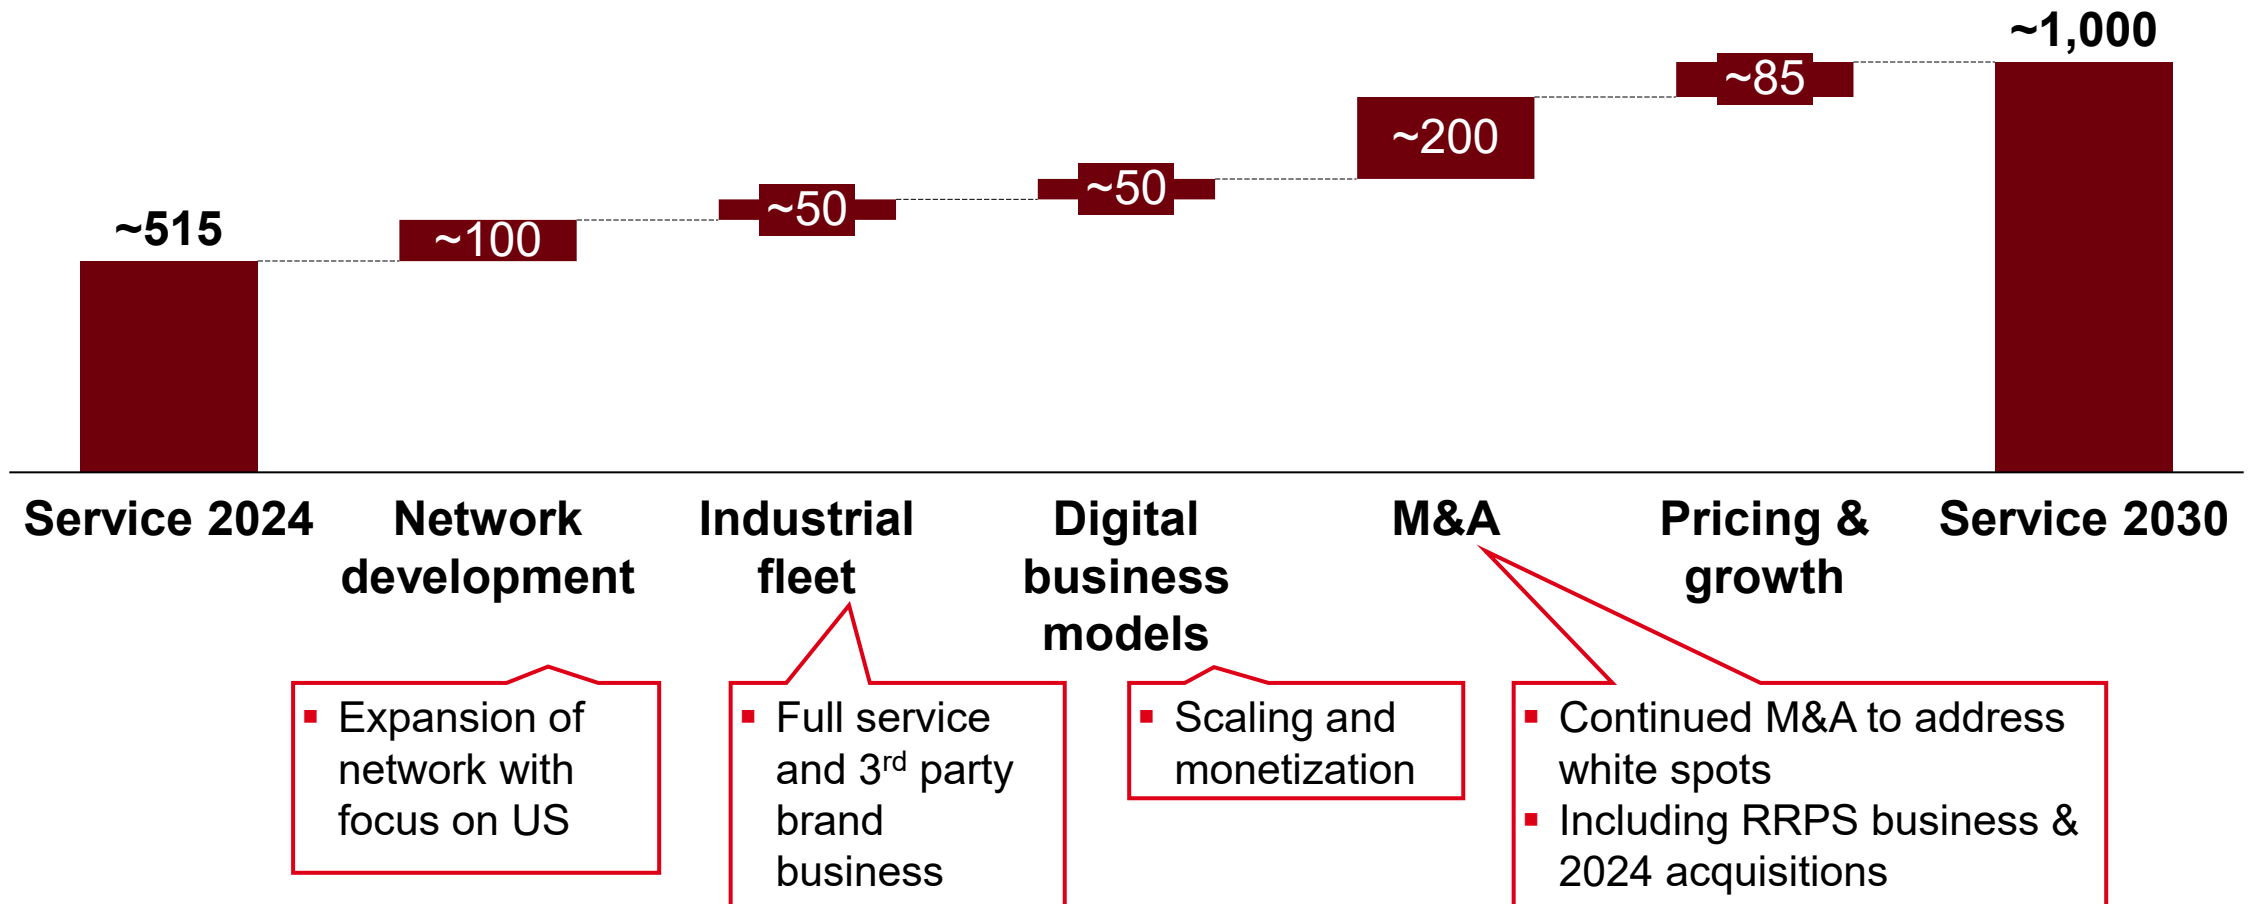 ~1,000
~85
~200
~50
~50
~100
~515
Service 2024
Network
development
Industrial
fleet
Digital
business
models
M&A
Pricing &
growth
Service 2030
▪ Expansion of
network with
focus on US
▪ Full service
and 3rd party
brand
business
▪ Scaling and
monetization
▪ Continued M&A to address
white spots
▪ Including RRPS business &
2024 acquisitions